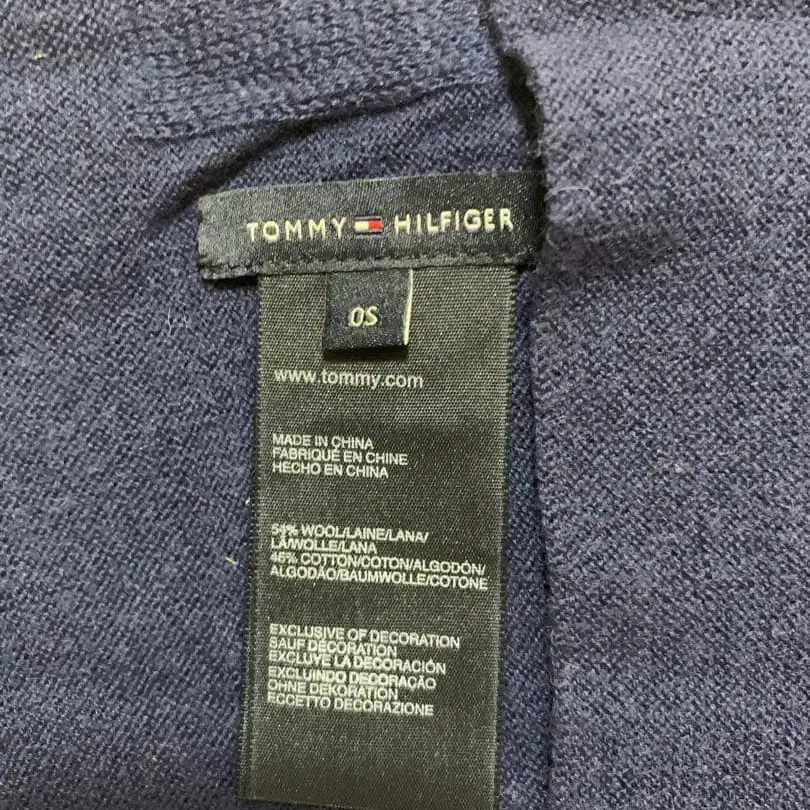 TOMMY HILFIGER
OS
www.tommy.com
MADE IN CHINA
FABRIQUÉ EN CHINE
HECHO EN CHINA
54% WOOL/LAINE/LANA/
LÃ/WOLLE/LANA
46% COTTON/COTON/ALGODÓN/
ALGODÃO/BAUMWOLLE/COTONE
EXCLUSIVE OF DECORATION
SAUF DÉCORATION
EXCLUYE LA DECORACIÓN
EXCLUINDO DECORAÇÃO
OHNE DEKORATION
ECCETTO DECORAZIONE